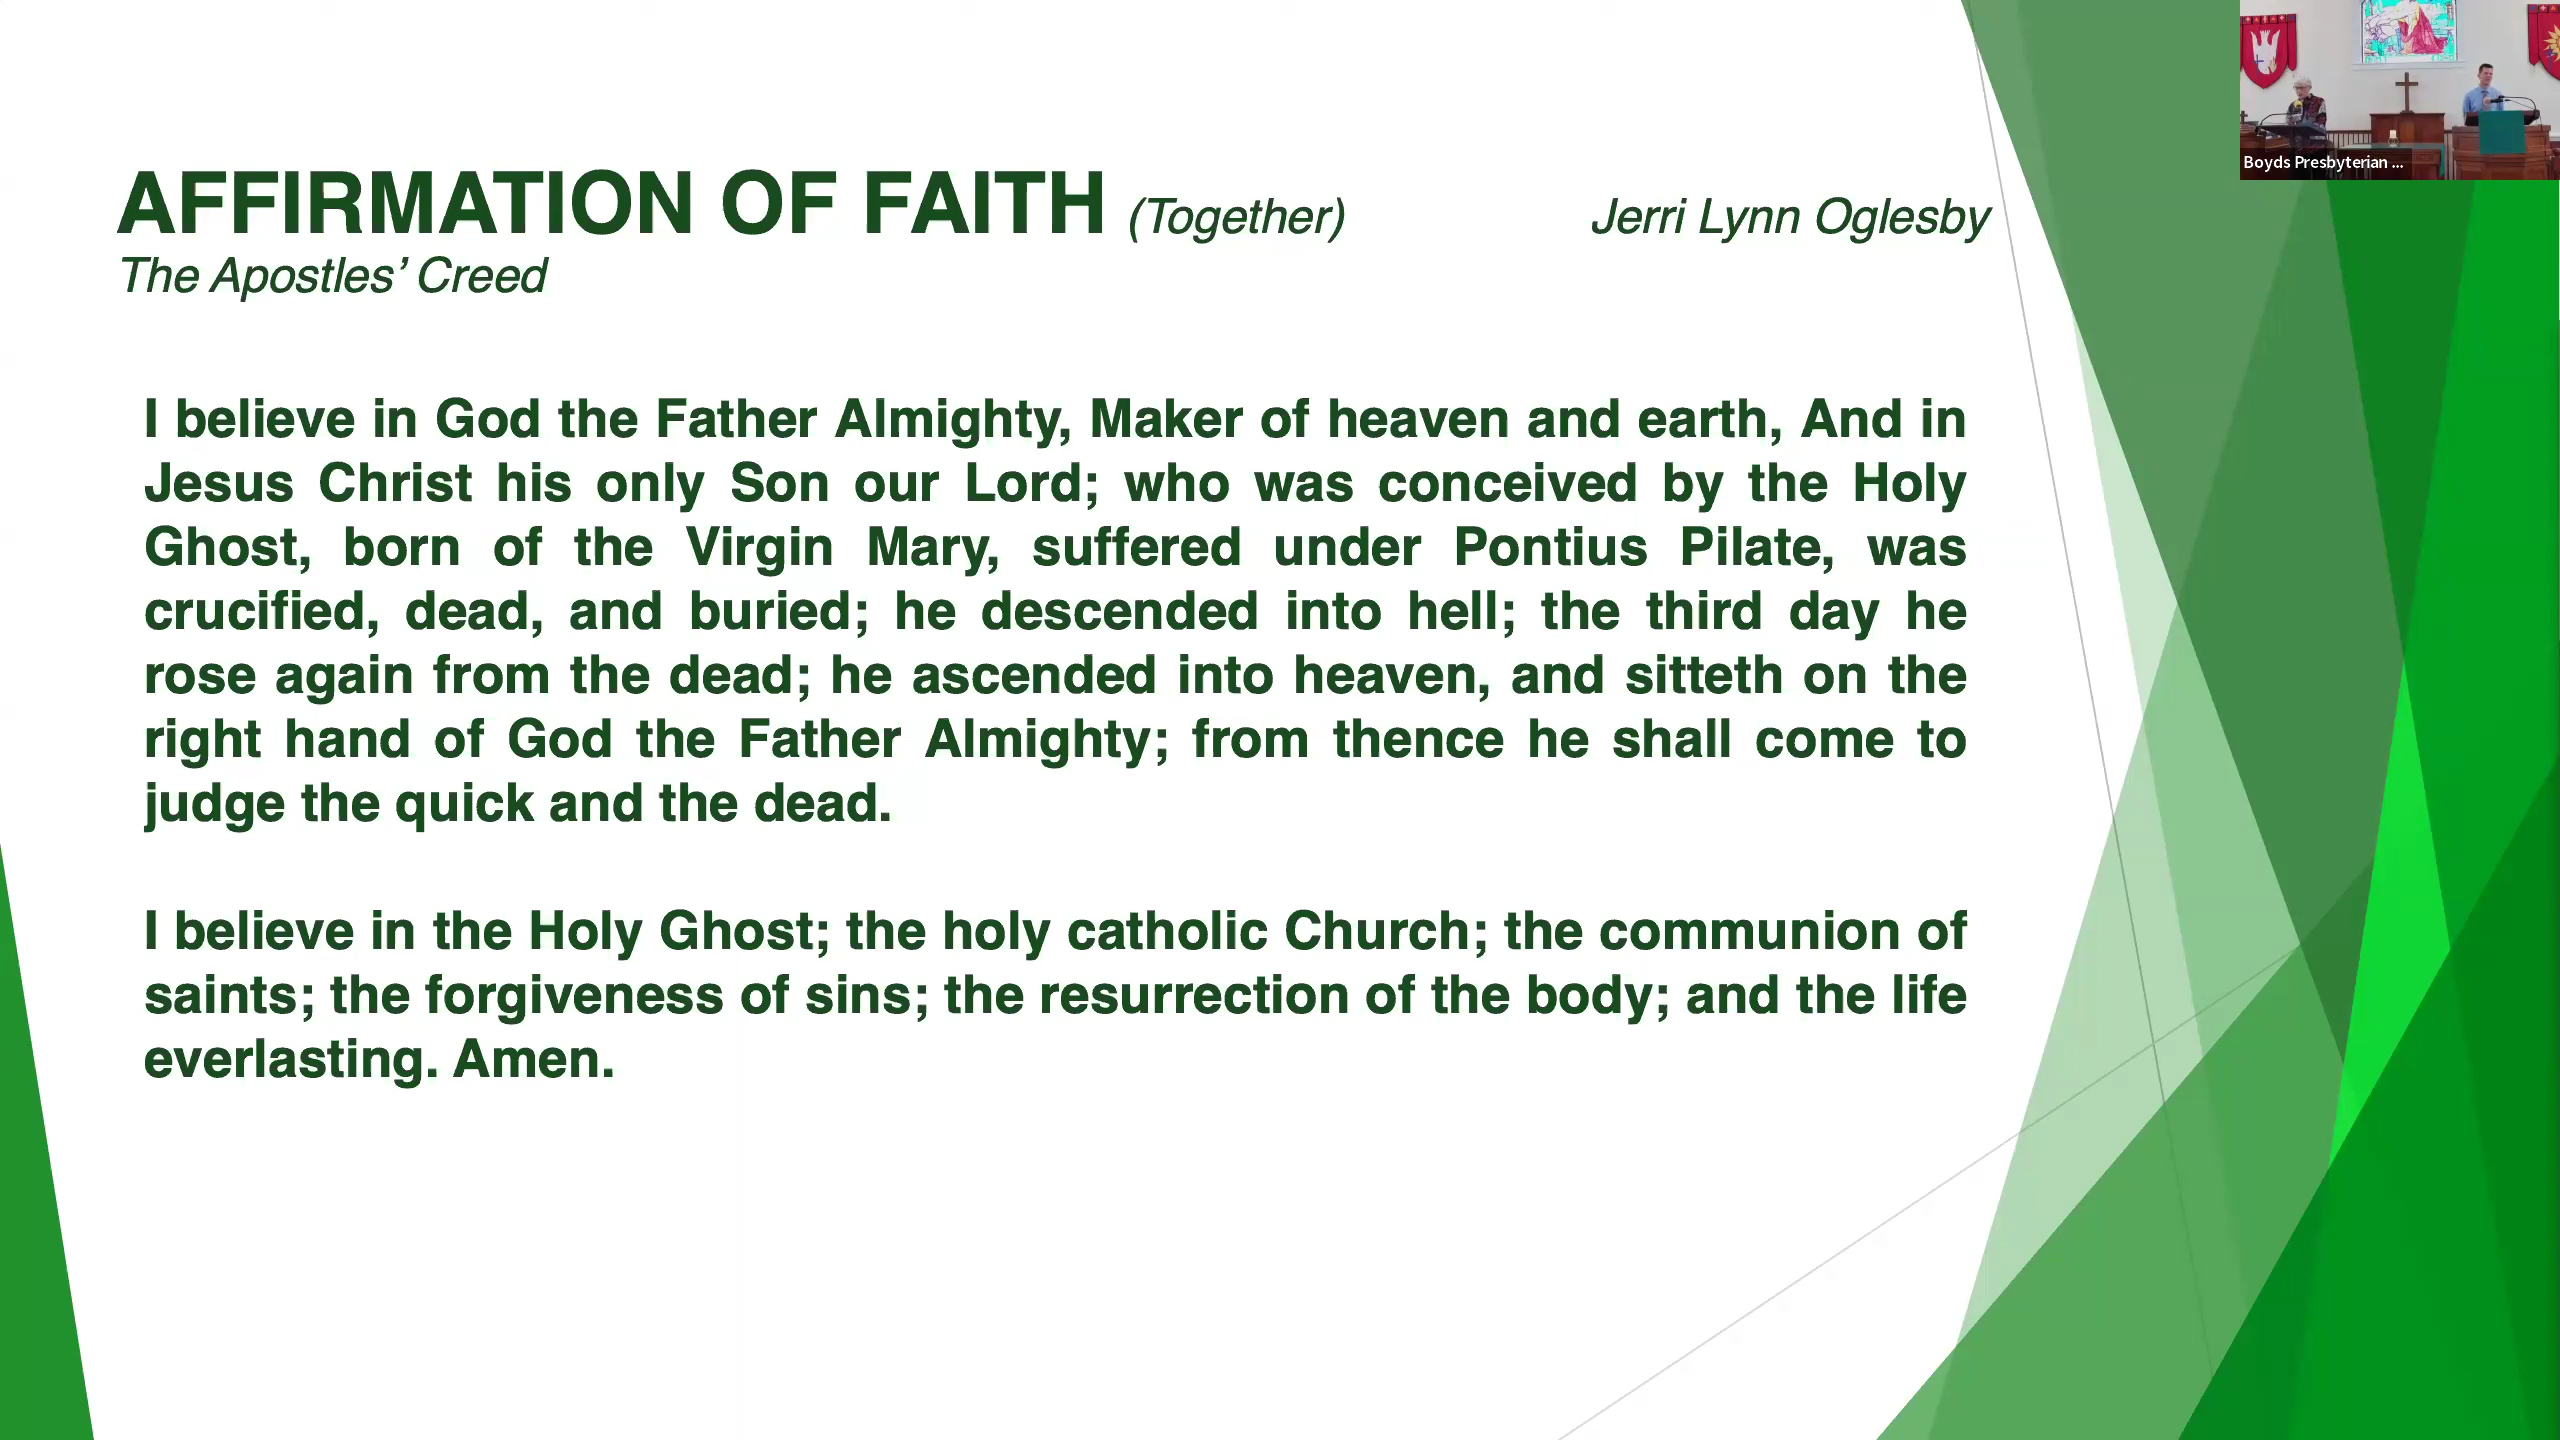 AFFIRMATION OF FAITH (Together) Jerri Lynn Oglesby
The Apostles’ Creed
I believe in God the Father Almighty, Maker of heaven and earth, And in
Jesus Christ his only Son our Lord; who was conceived by the Holy
Ghost, born of the Virgin Mary, suffered under Pontius Pilate, was
crucified, dead, and buried; he descended into hell; the third day he
rose again from the dead; he ascended into heaven, and sitteth on the
right hand of God the Father Almighty; from thence he shall come to
judge the quick and the dead.
I believe in the Holy Ghost; the holy catholic Church; the communion of
saints; the forgiveness of sins; the resurrection of the body; and the life
everlasting. Amen.
Boyds Presbyterian ...